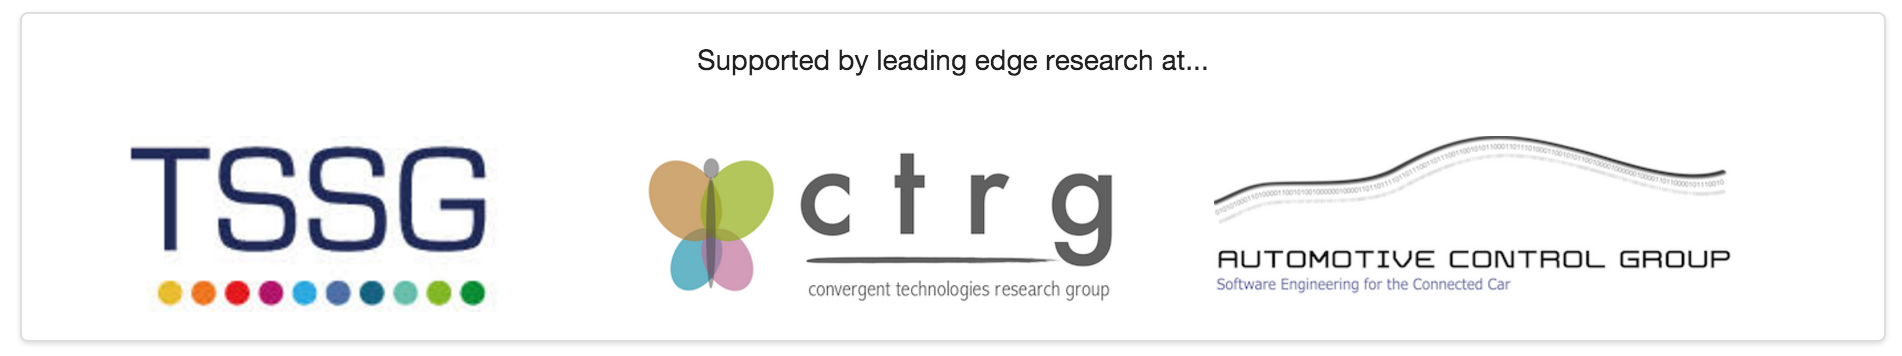 Supported by leading edge research at...
TSSG
ctrg
convergent technologies research group
AUTOMOTIVE CONTROL GROUP
Software Engineering for the Connected Car